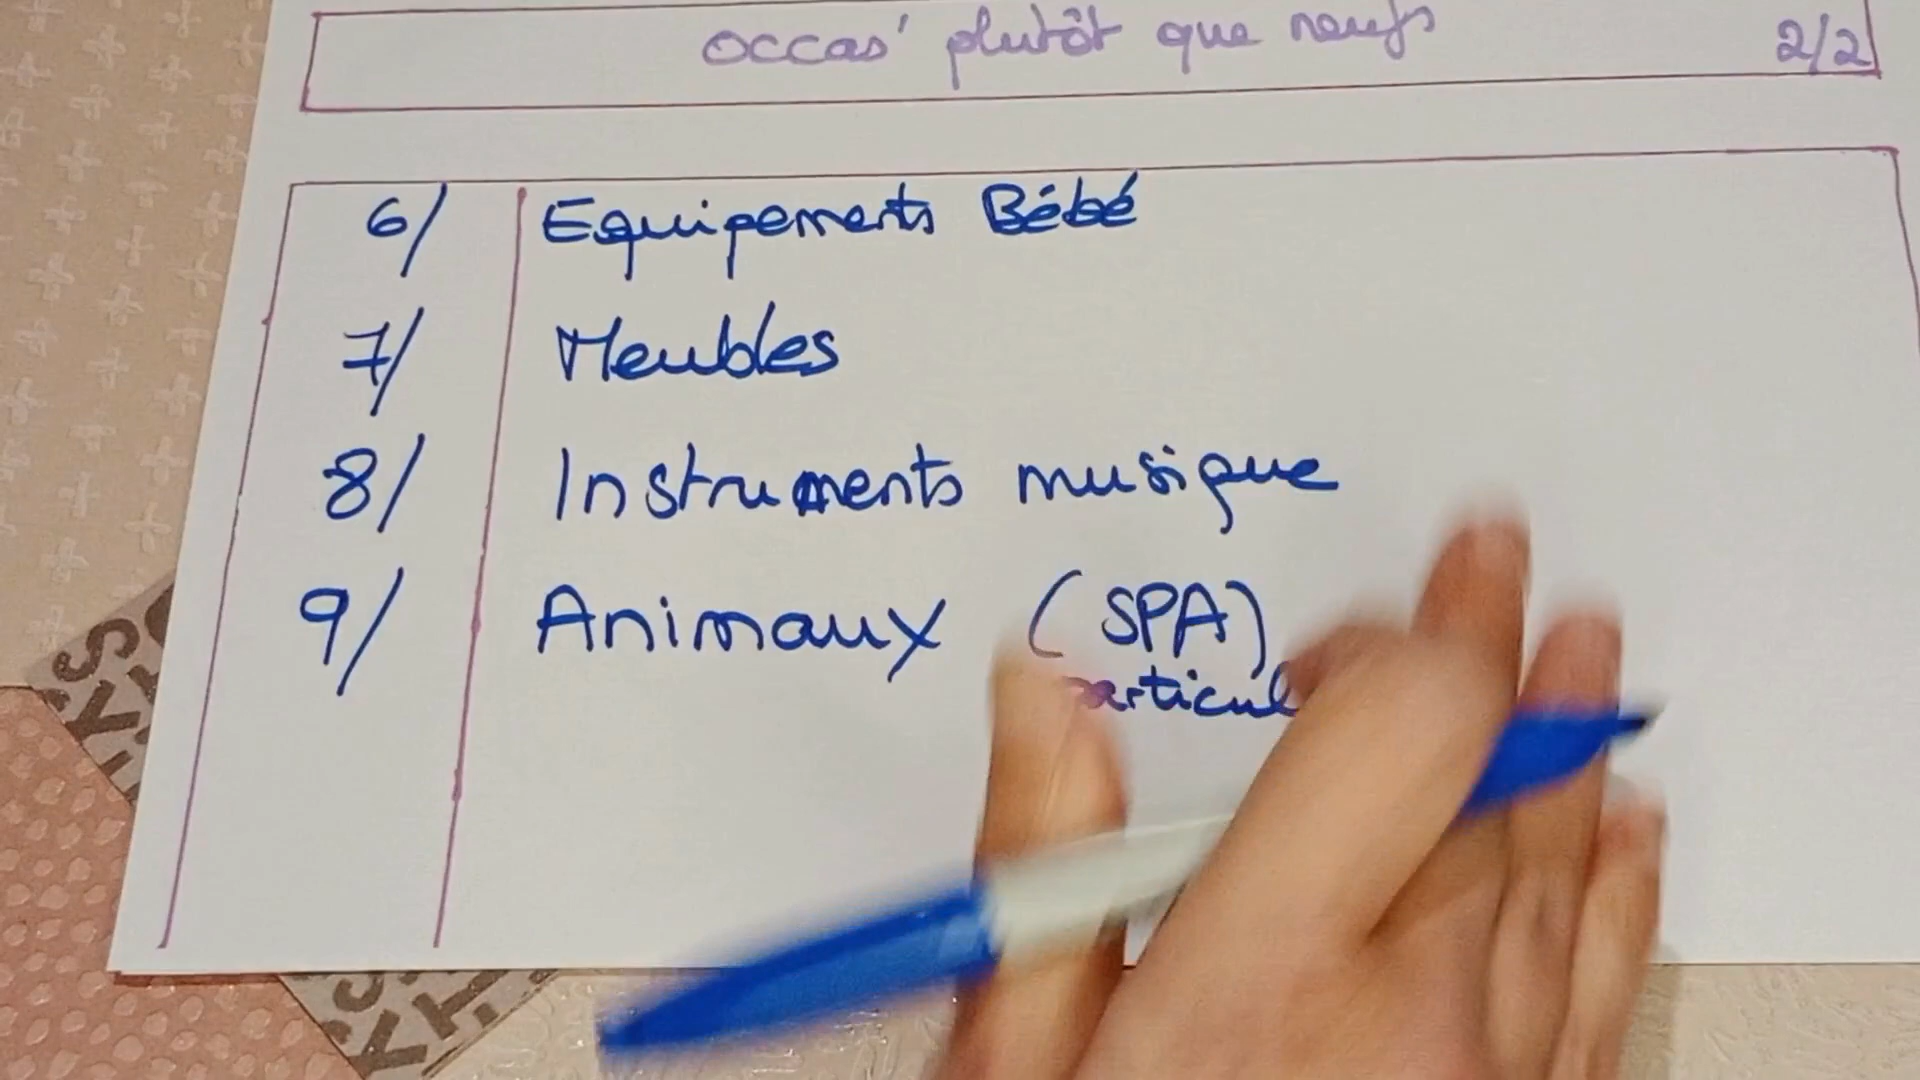 occas' plutôt que neufs 2/2
6/ Equipements Bébé
7/ Meubles
8/ Instruments musique
9/ Animaux (SPA)